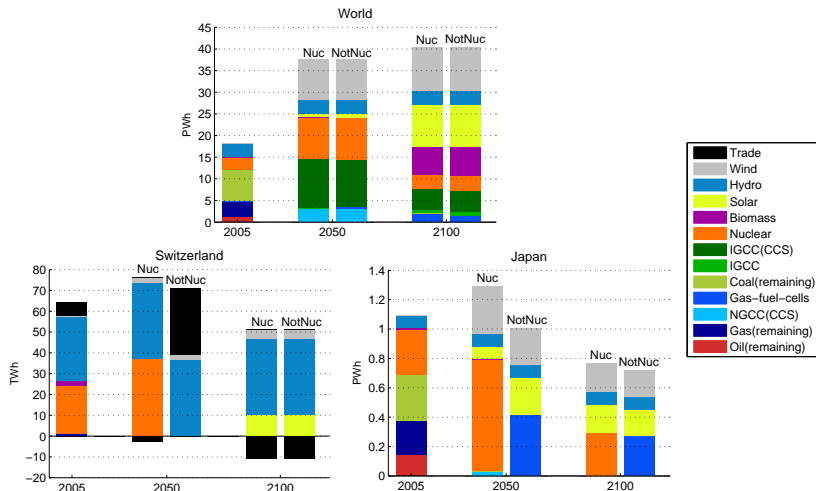 World
45
40
35
30
25
20
15
10
5
0
PWh
Nuc
NotNuc
Nuc
NotNuc
2005
2050
2100
Trade
Wind
Hydro
Solar
Biomass
Nuclear
IGCC(CCS)
IGCC
Coal(remaining)
Gas-fuel-cells
NGCC(CCS)
Gas(remaining)
Oil(remaining)
Switzerland
80
70
60
50
40
30
20
10
0
−10
−20
TWh
Nuc
NotNuc
Nuc
NotNuc
2005
2050
2100
Japan
1.4
1.2
1
0.8
0.6
0.4
0.2
0
PWh
Nuc
NotNuc
Nuc
NotNuc
2005
2050
2100